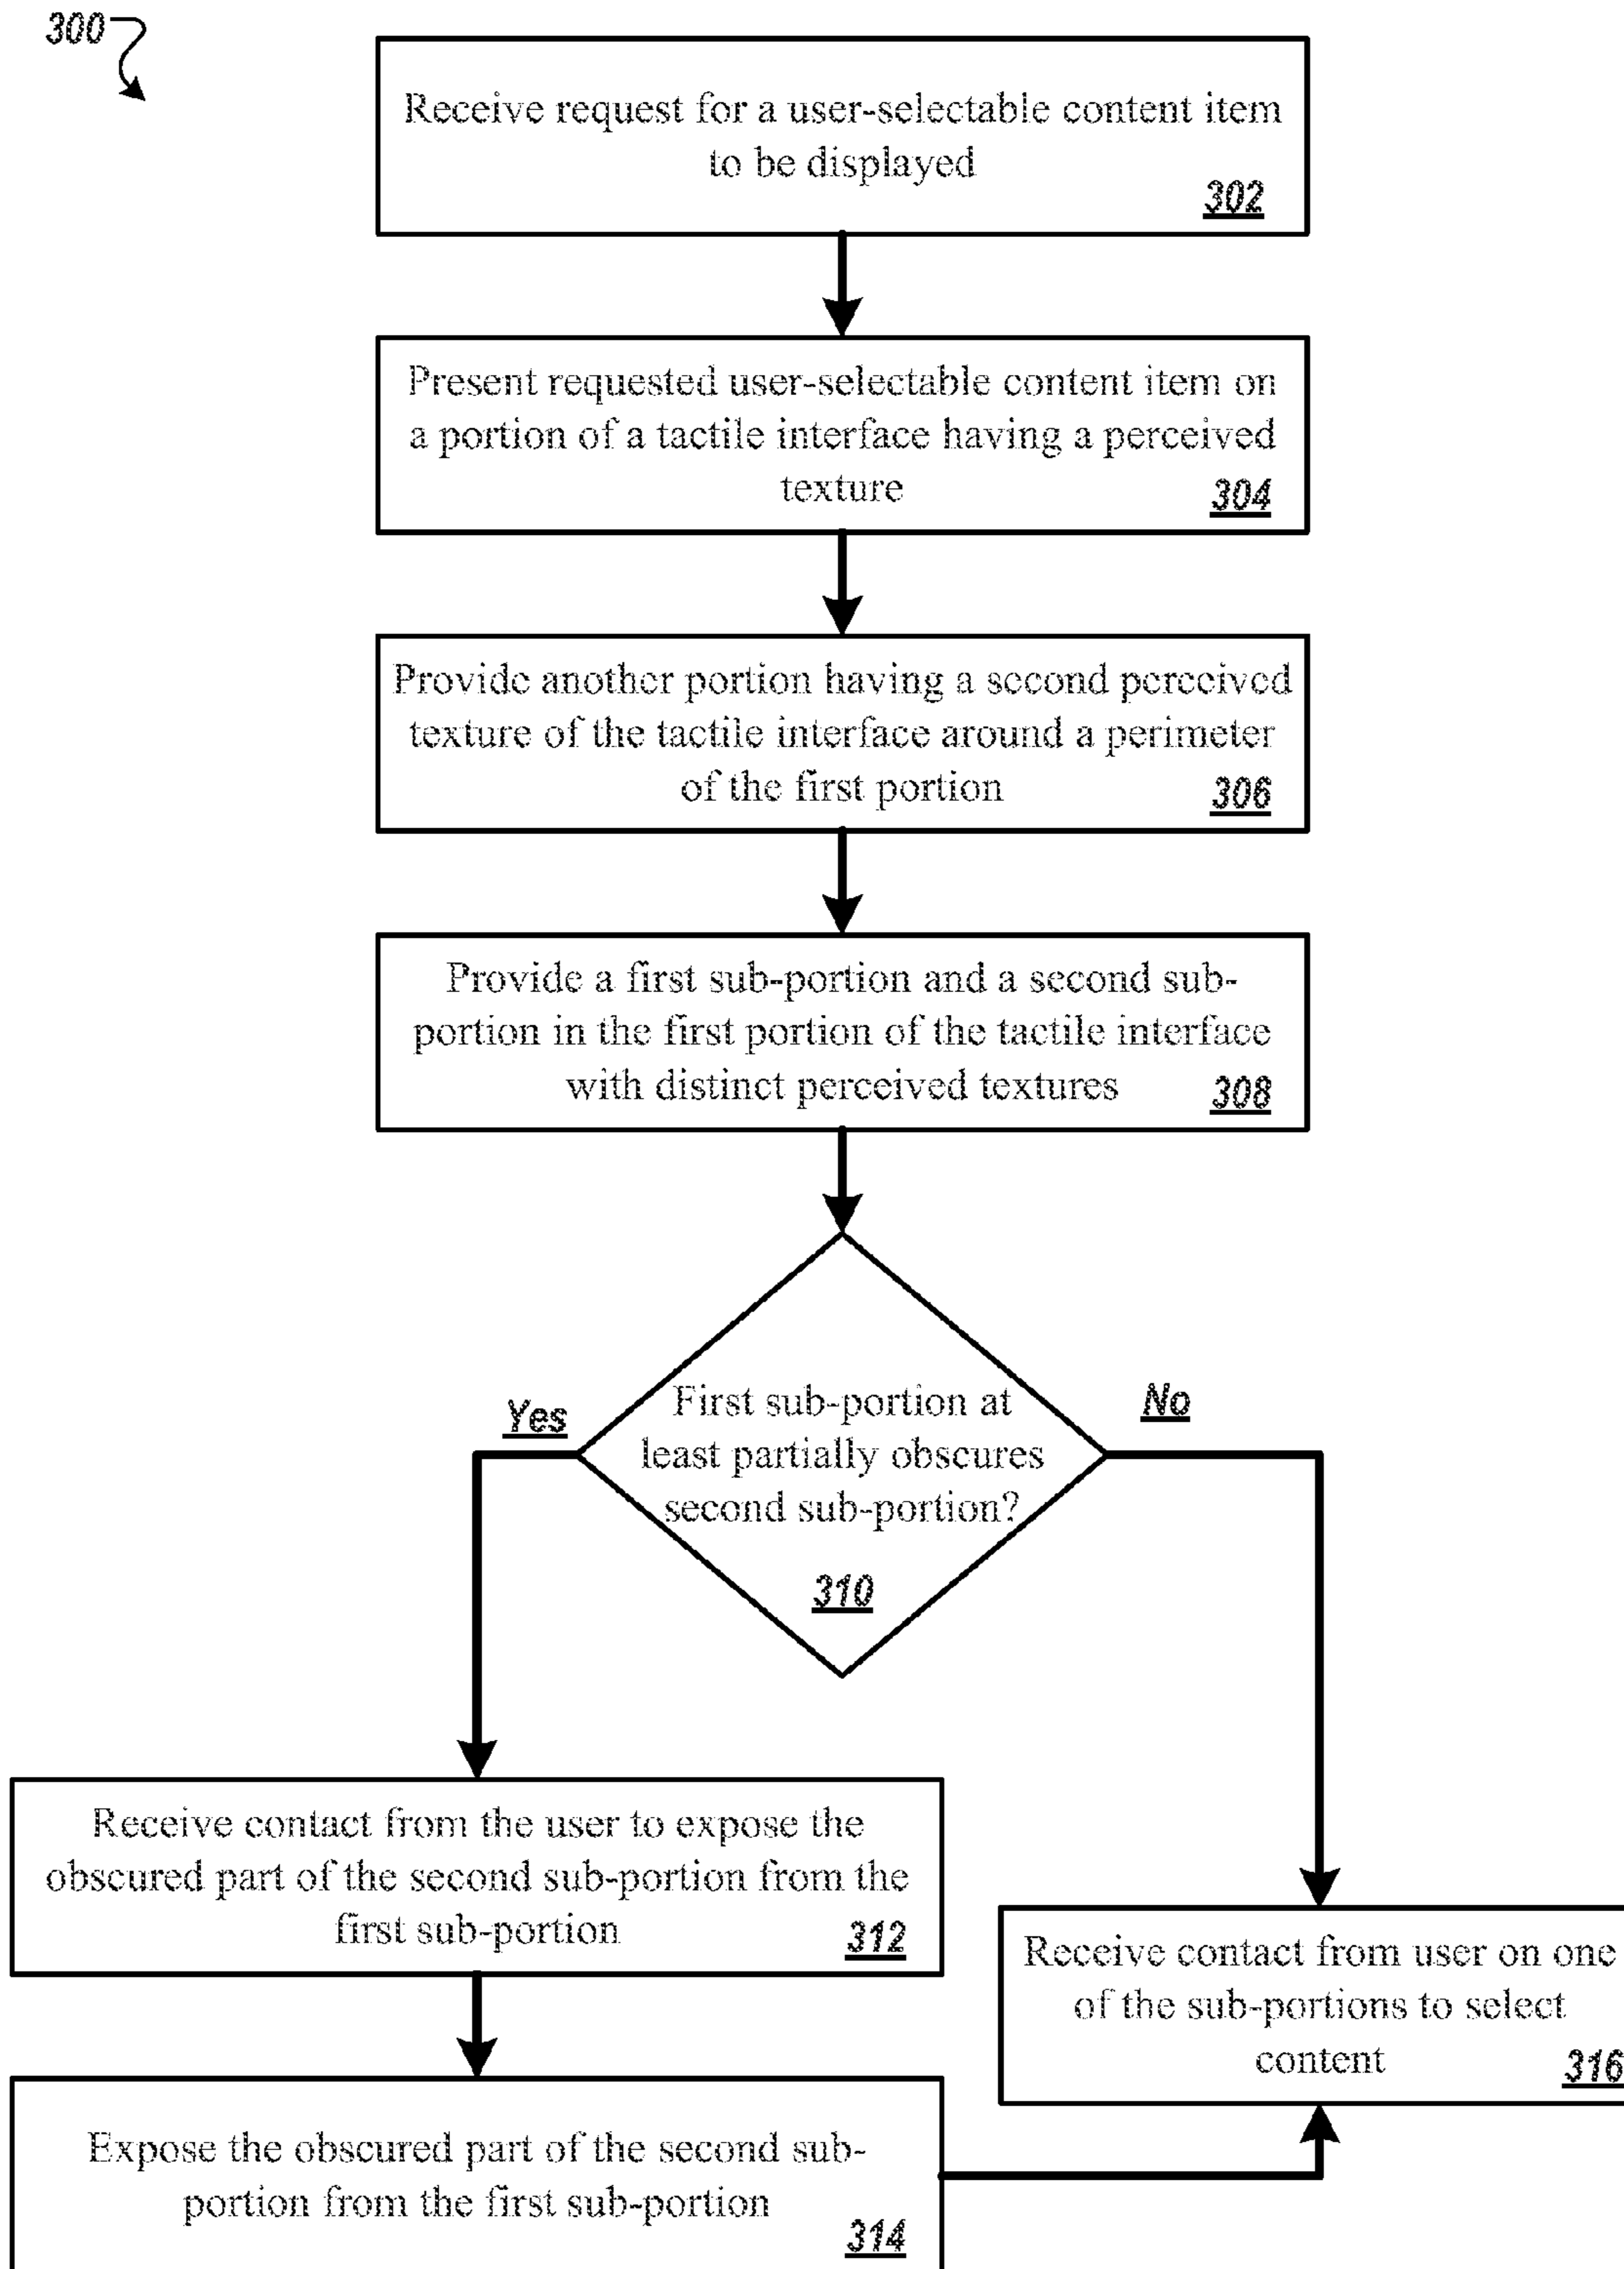 300
Receive request for a user-selectable content item
to be displayed
302
Present requested user-selectable content item on
a portion of a tactile interface having a perceived
texture
304
Provide another portion having a second perceived
texture of the tactile interface around a perimeter
of the first portion
306
Provide a first sub-portion and a second sub-
portion in the first portion of the tactile interface
with distinct perceived textures
308
First sub-portion at
least partially obscures
second sub-portion?
310
Yes
No
Receive contact from the user to expose the
obscured part of the second sub-portion from the
first sub-portion
312
Expose the obscured part of the second sub-
portion from the first sub-portion
314
Receive contact from user on one
of the sub-portions to select
content
316